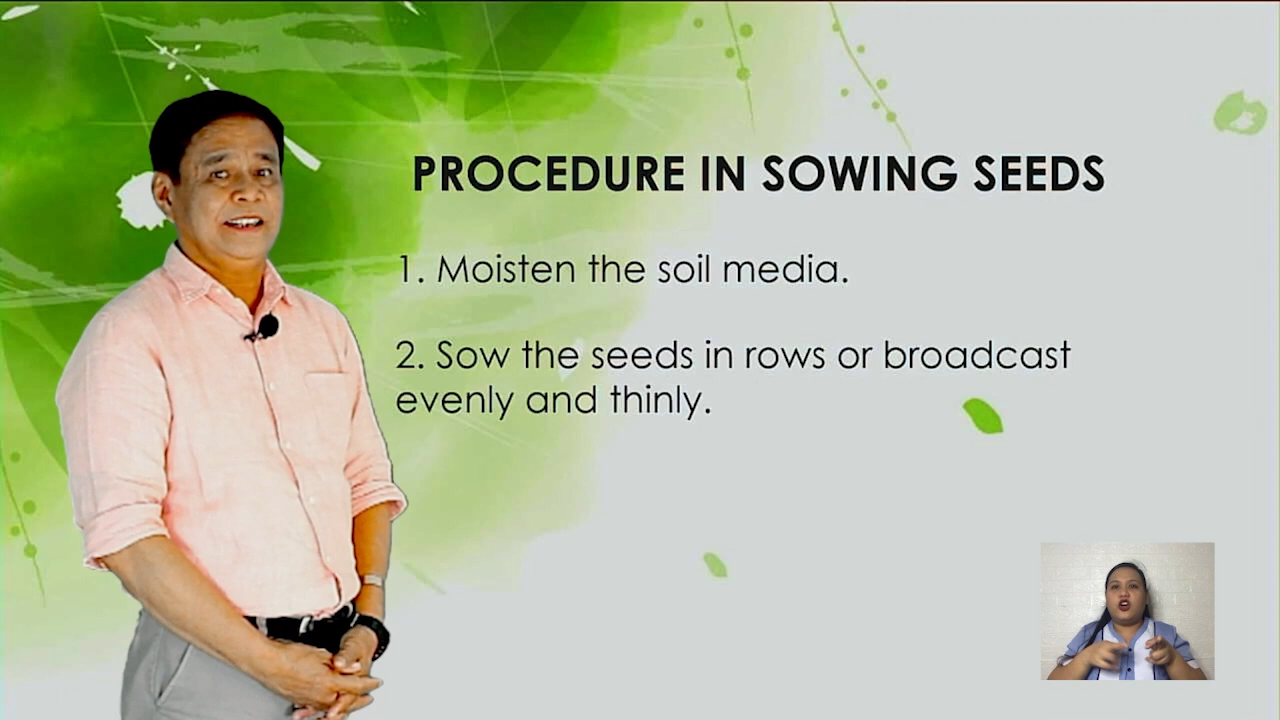 PROCEDURE IN SOWING SEEDS
1. Moisten the soil media.
2. Sow the seeds in rows or broadcast
evenly and thinly.